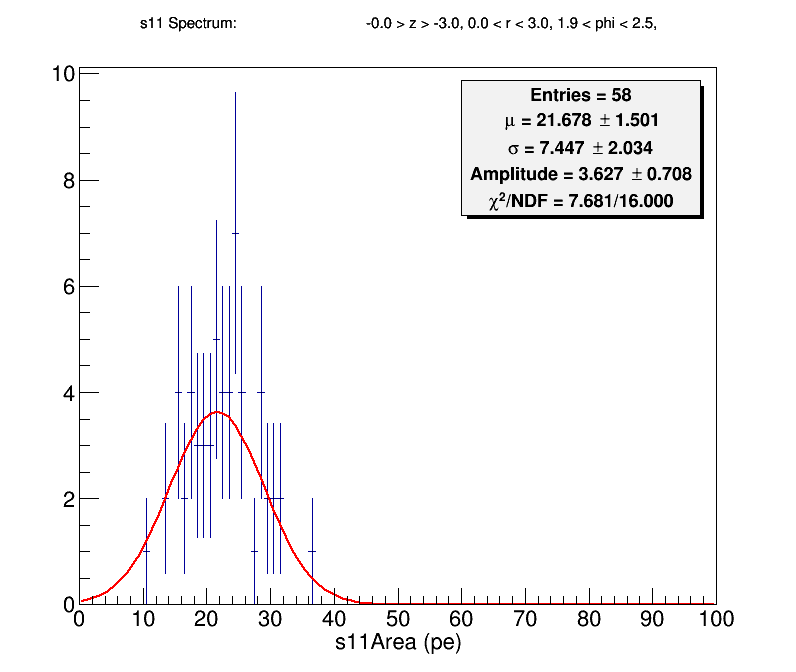 s11 Spectrum: -0.0 > z > -3.0, 0.0 < r < 3.0, 1.9 < phi < 2.5,
Entries = 58
μ = 21.678 ± 1.501
σ = 7.447 ± 2.034
Amplitude = 3.627 ± 0.708
χ²/NDF = 7.681/16.000
10
8
6
4
2
0
0 10 20 30 40 50 60 70 80 90 100
s11Area (pe)